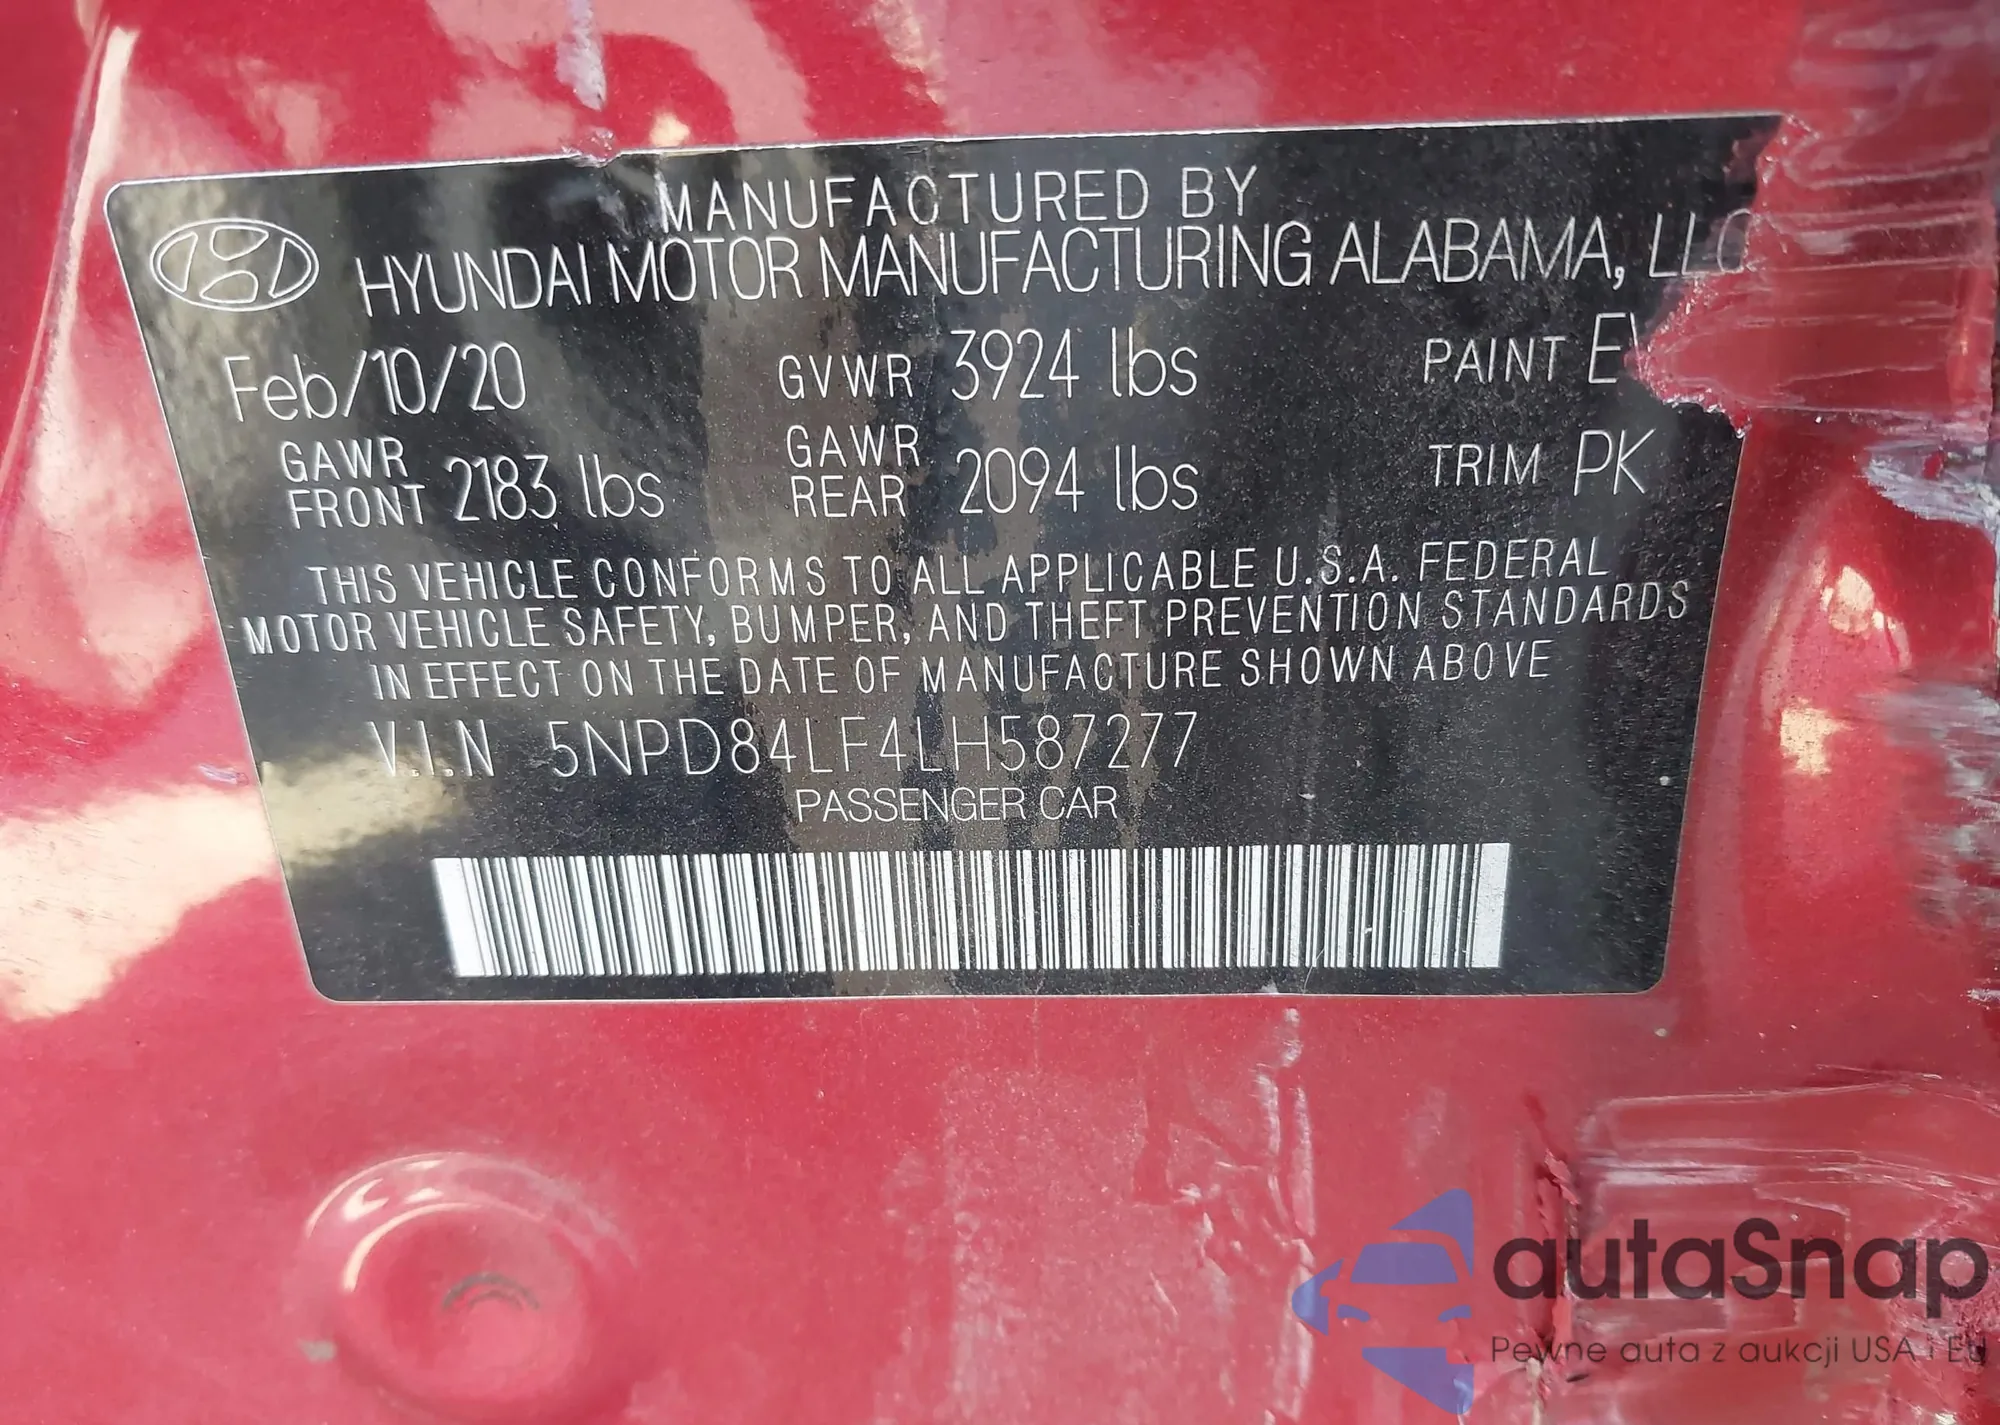 MANUFACTURED BY
HYUNDAI MOTOR MANUFACTURING ALABAMA, LLC
Feb/10/20 GVWR 3924 lbs PAINT
GAWR FRONT 2183 lbs GAWR REAR 2094 lbs TRIM PK
THIS VEHICLE CONFORMS TO ALL APPLICABLE U.S.A. FEDERAL
MOTOR VEHICLE SAFETY, BUMPER, AND THEFT PREVENTION STANDARDS
IN EFFECT ON THE DATE OF MANUFACTURE SHOWN ABOVE
V.I.N 5NPD84LF4LH587277
PASSENGER CAR
autaSnap
Pewne auta z aukcji USA i EU